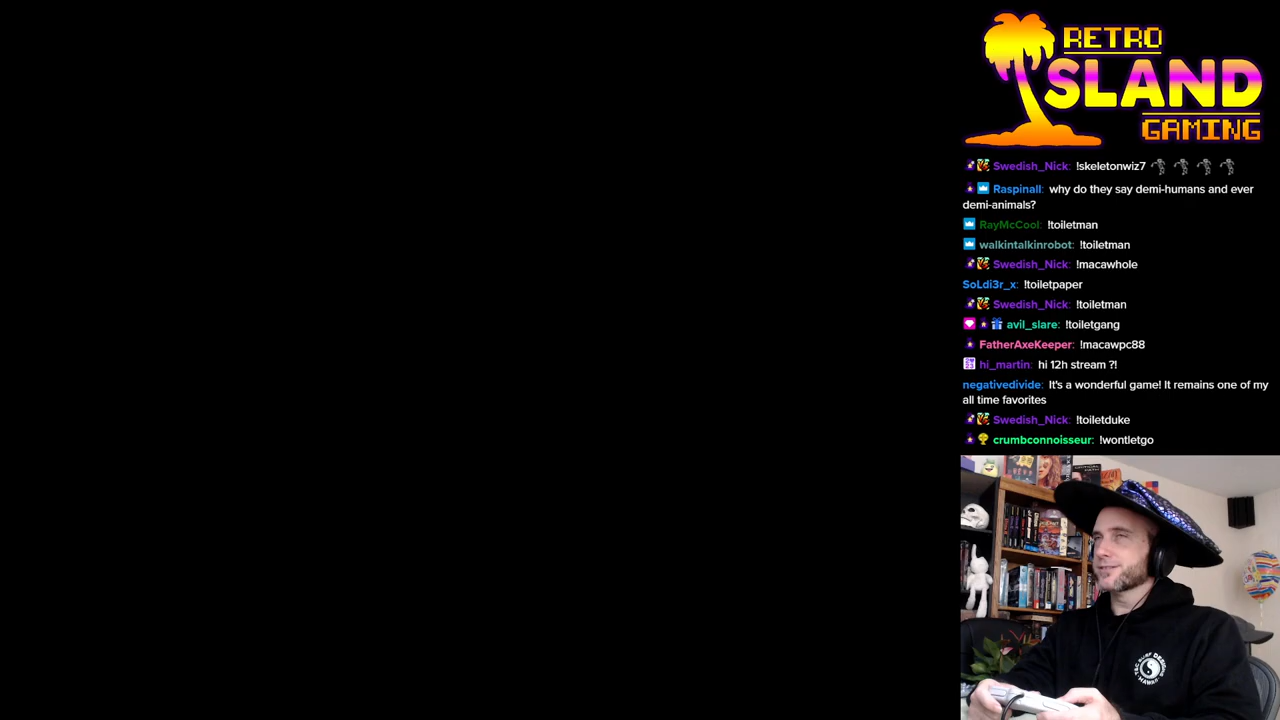 RETRO
ISLAND
GAMING
Swedish_Nick: !skeletonwiz7
Raspinall: why do they say demi-humans and ever
demi-animals?
RayMcCool: !toiletman
walkintalkinrobot: !toiletman
Swedish_Nick: !macawhole
SoLdi3r_x: !toiletpaper
Swedish_Nick: !toiletman
avil_slare: !toiletgang
FatherAxeKeeper: !macawpc88
hi_martin: hi 12h stream ?!
negativedivide: It's a wonderful game! It remains one of my
all time favorites
Swedish_Nick: !toiletduke
crumbconnoisseur: !wontletgo